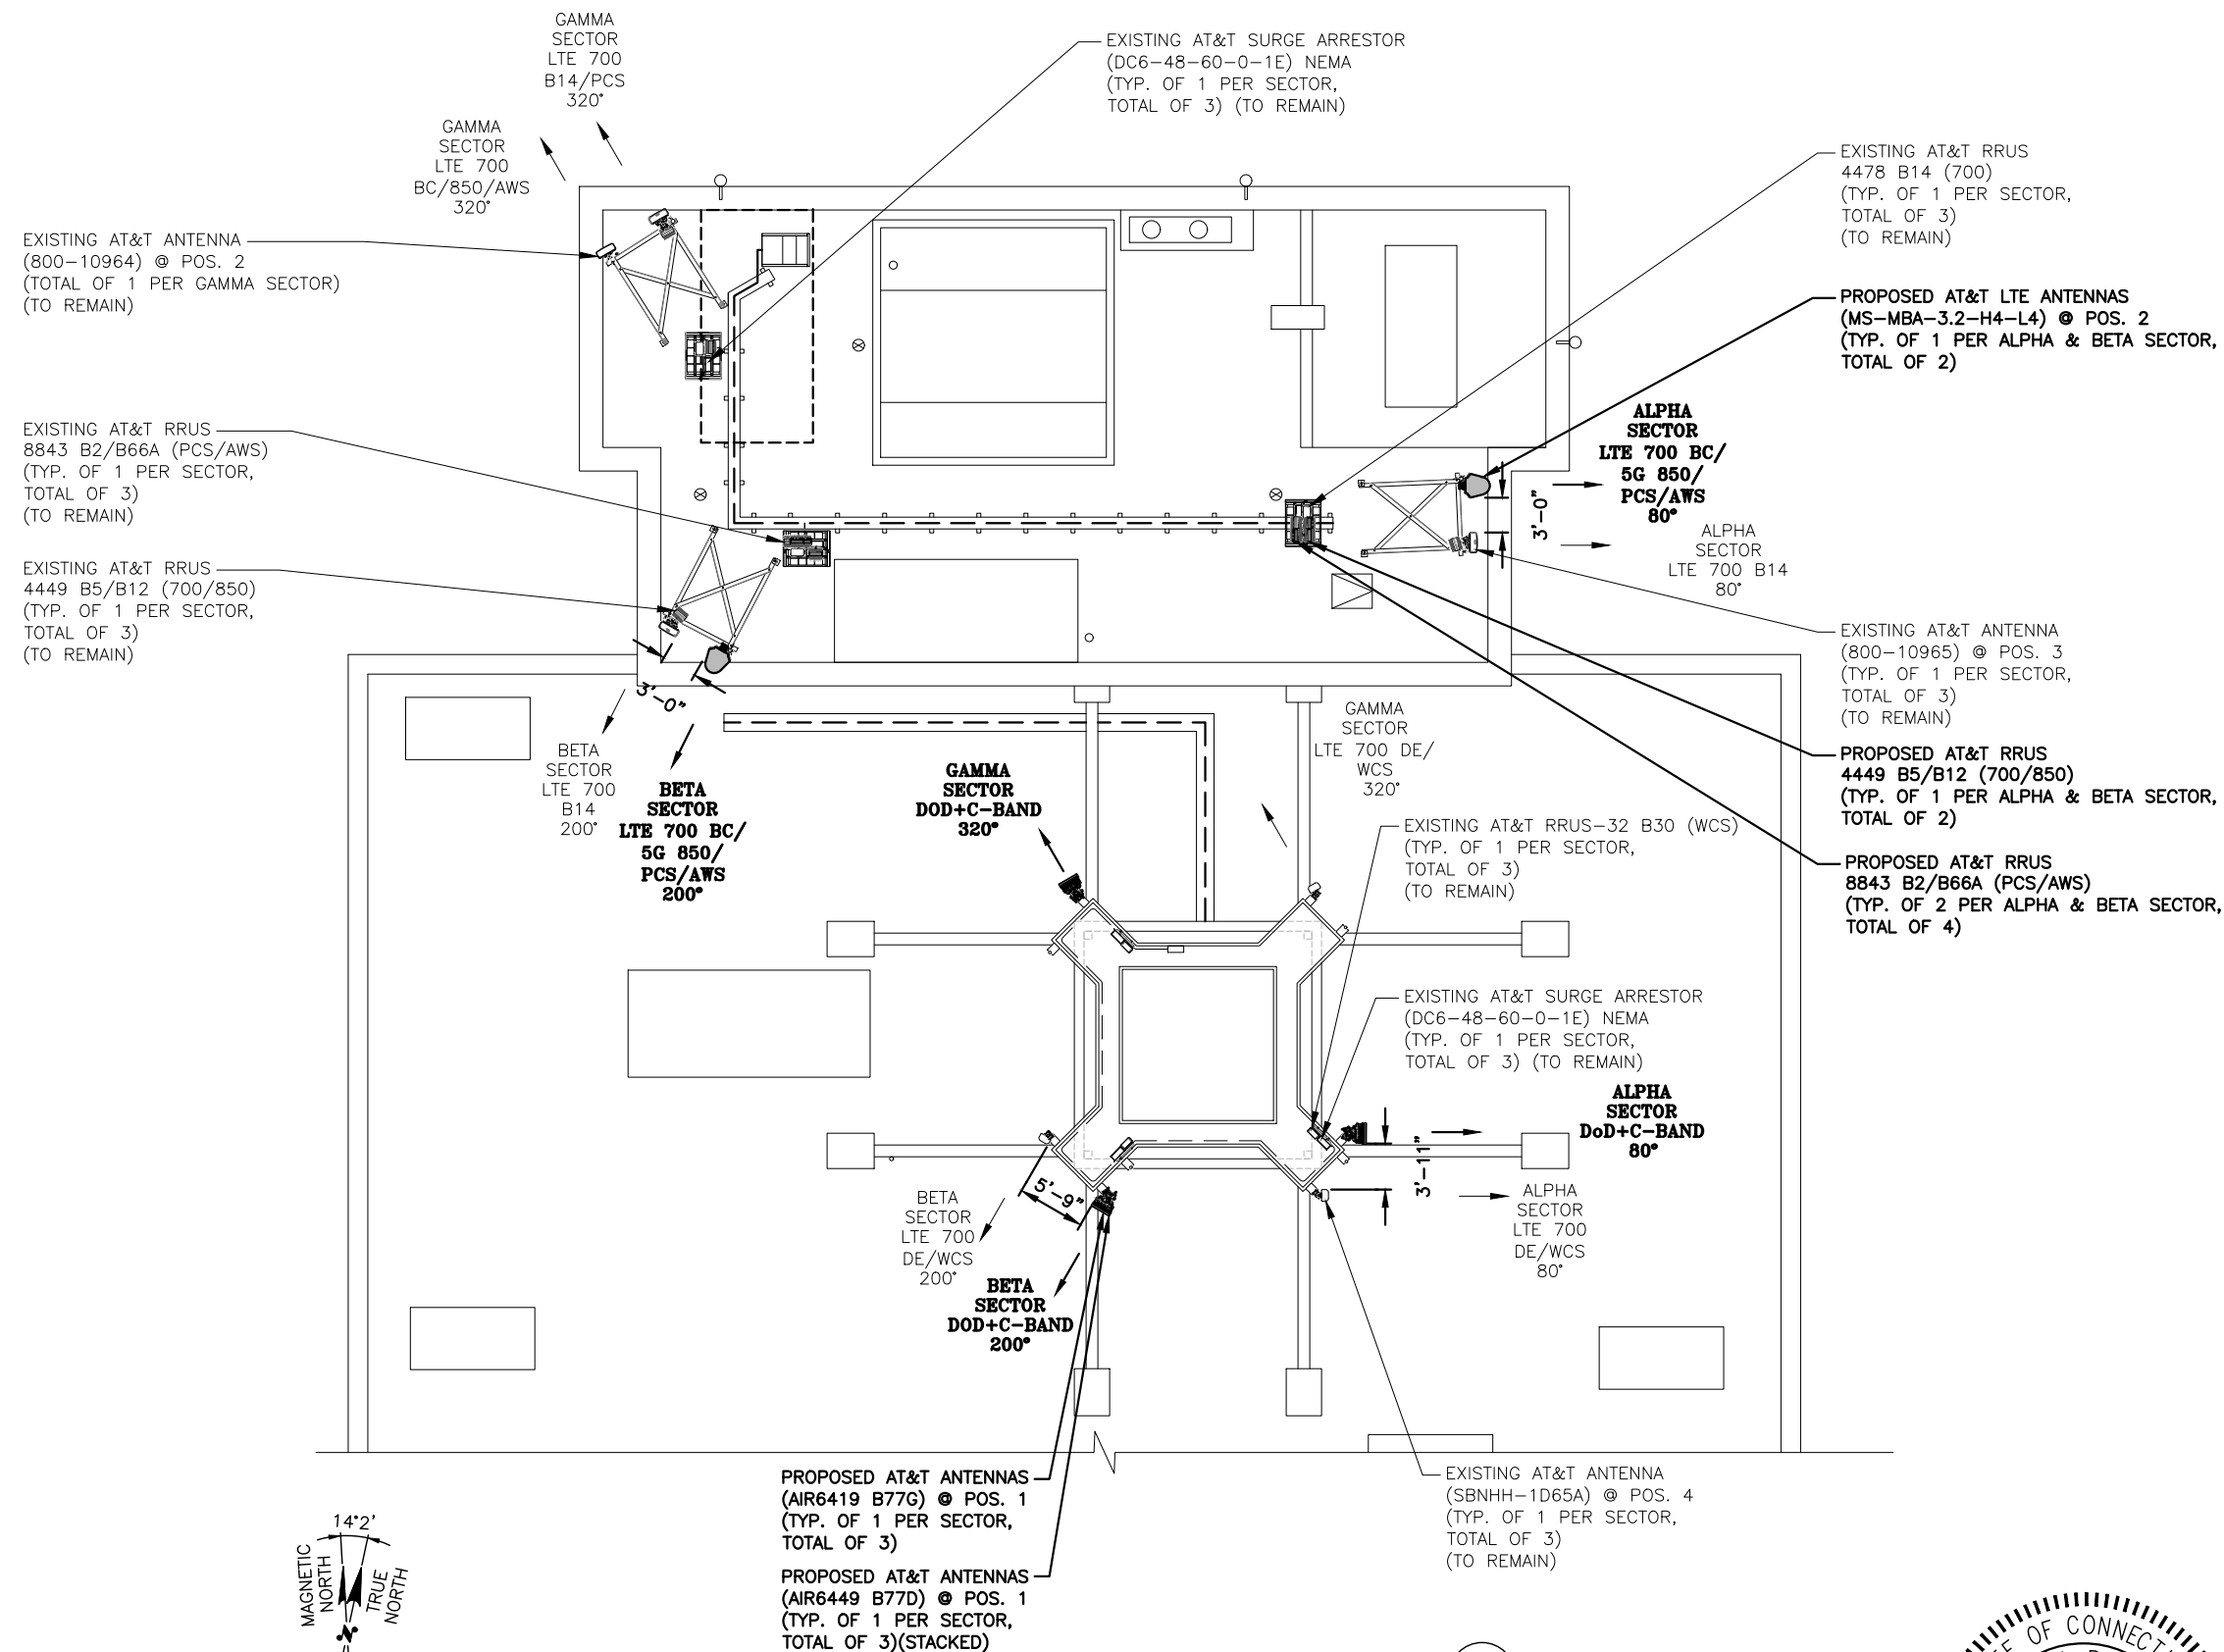 GAMMA
SECTOR
LTE 700
B14/PCS
320°
GAMMA
SECTOR
LTE 700
BC/850/AWS
320°
EXISTING AT&T SURGE ARRESTOR
(DC6-48-60-0-1E) NEMA
(TYP. OF 1 PER SECTOR,
TOTAL OF 3) (TO REMAIN)
EXISTING AT&T RRUS
4478 B14 (700)
(TYP. OF 1 PER SECTOR,
TOTAL OF 3)
(TO REMAIN)
EXISTING AT&T ANTENNA
(800-10964) @ POS. 2
(TOTAL OF 1 PER GAMMA SECTOR)
(TO REMAIN)
PROPOSED AT&T LTE ANTENNAS
(MS-MBA-3.2-H4-L4) @ POS. 2
(TYP. OF 1 PER ALPHA & BETA SECTOR,
TOTAL OF 2)
EXISTING AT&T RRUS
8843 B2/B66A (PCS/AWS)
(TYP. OF 1 PER SECTOR,
TOTAL OF 3)
(TO REMAIN)
ALPHA
SECTOR
LTE 700 BC/
5G 850/
PCS/AWS
80°
3'-0"
ALPHA
SECTOR
LTE 700 B14
80°
EXISTING AT&T RRUS
4449 B5/B12 (700/850)
(TYP. OF 1 PER SECTOR,
TOTAL OF 3)
(TO REMAIN)
EXISTING AT&T ANTENNA
(800-10965) @ POS. 3
(TYP. OF 1 PER SECTOR,
TOTAL OF 3)
(TO REMAIN)
3'-0"
BETA
SECTOR
LTE 700
B14
200°
BETA
SECTOR
LTE 700 BC/
5G 850/
PCS/AWS
200°
GAMMA
SECTOR
DOD+C-BAND
320°
GAMMA
SECTOR
LTE 700 DE/
WCS
320°
PROPOSED AT&T RRUS
4449 B5/B12 (700/850)
(TYP. OF 1 PER ALPHA & BETA SECTOR,
TOTAL OF 2)
EXISTING AT&T RRUS-32 B30 (WCS)
(TYP. OF 1 PER SECTOR,
TOTAL OF 3)
(TO REMAIN)
PROPOSED AT&T RRUS
8843 B2/B66A (PCS/AWS)
(TYP. OF 2 PER ALPHA & BETA SECTOR,
TOTAL OF 4)
EXISTING AT&T SURGE ARRESTOR
(DC6-48-60-0-1E) NEMA
(TYP. OF 1 PER SECTOR,
TOTAL OF 3) (TO REMAIN)
ALPHA
SECTOR
DoD+C-BAND
80°
3'-11"
5'-9"
BETA
SECTOR
LTE 700
DE/WCS
200°
ALPHA
SECTOR
LTE 700
DE/WCS
80°
BETA
SECTOR
DOD+C-BAND
200°
PROPOSED AT&T ANTENNAS
(AIR6419 B77G) @ POS. 1
(TYP. OF 1 PER SECTOR,
TOTAL OF 3)
PROPOSED AT&T ANTENNAS
(AIR6449 B77D) @ POS. 1
(TYP. OF 1 PER SECTOR,
TOTAL OF 3)(STACKED)
EXISTING AT&T ANTENNA
(SBNHH-1D65A) @ POS. 4
(TYP. OF 1 PER SECTOR,
TOTAL OF 3)
(TO REMAIN)
14°2'
MAGNETIC
NORTH
TRUE
NORTH
N
OF